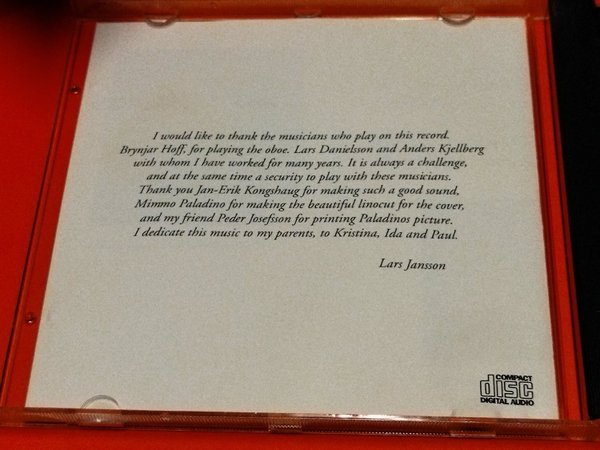 I would like to thank the musicians who play on this record.
Brynjar Hoff, for playing the oboe. Lars Danielsson and Anders Kjellberg
with whom I have worked for many years. It is always a challenge,
and at the same time a security to play with these musicians.
Thank you Jan-Erik Kongshaug for making such a good sound,
Mimmo Paladino for making the beautiful linocut for the cover,
and my friend Peder Josefsson for printing Paladinos picture.
I dedicate this music to my parents, to Kristina, Ida and Paul.
Lars Jansson
COMPACT
disc
DIGITAL AUDIO